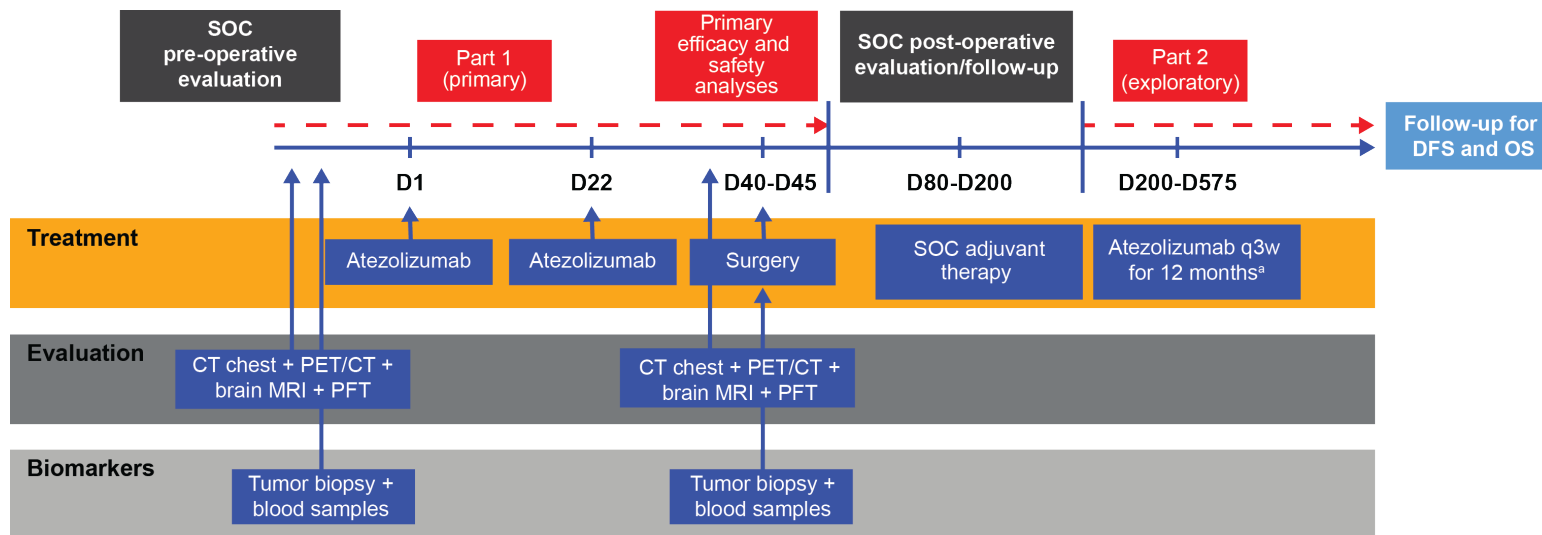 SOC
pre-operative
evaluation
Part 1
(primary)
Primary
efficacy and
safety
analyses
SOC post-operative
evaluation/follow-up
Part 2
(exploratory)
Follow-up for
DFS and OS
D1
D22
D40-D45
D80-D200
D200-D575
Treatment
Atezolizumab
Atezolizumab
Surgery
SOC adjuvant
therapy
Atezolizumab q3w
for 12 monthsᵃ
Evaluation
CT chest + PET/CT +
brain MRI + PFT
CT chest + PET/CT +
brain MRI + PFT
Biomarkers
Tumor biopsy +
blood samples
Tumor biopsy +
blood samples